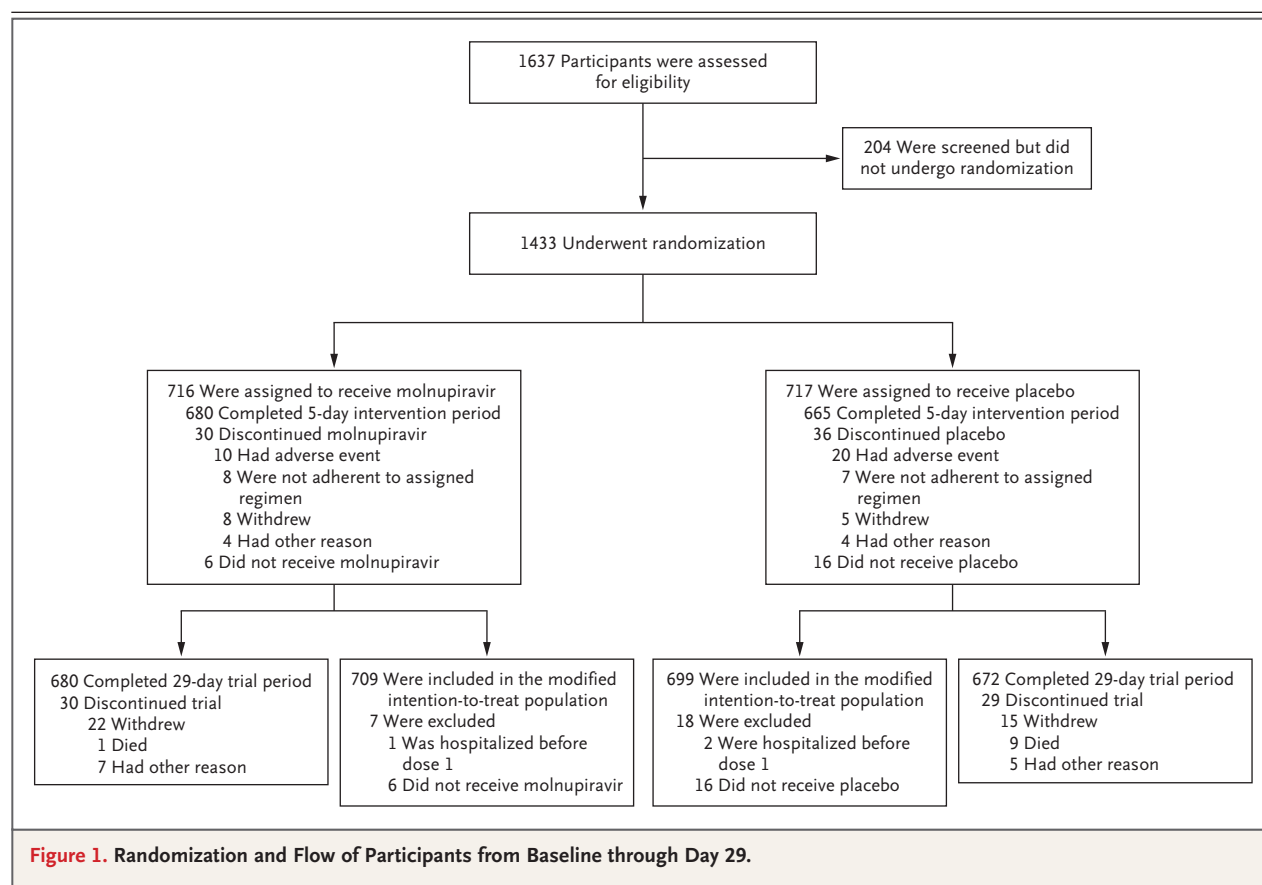 1637 Participants were assessed
for eligibility
204 Were screened but did
not undergo randomization
1433 Underwent randomization
716 Were assigned to receive molnupiravir
680 Completed 5-day intervention period
30 Discontinued molnupiravir
10 Had adverse event
8 Were not adherent to assigned
regimen
8 Withdrew
4 Had other reason
6 Did not receive molnupiravir
717 Were assigned to receive placebo
665 Completed 5-day intervention period
36 Discontinued placebo
20 Had adverse event
7 Were not adherent to assigned
regimen
5 Withdrew
4 Had other reason
16 Did not receive placebo
680 Completed 29-day trial period
30 Discontinued trial
22 Withdrew
1 Died
7 Had other reason
709 Were included in the modified
intention-to-treat population
7 Were excluded
1 Was hospitalized before
dose 1
6 Did not receive molnupiravir
699 Were included in the modified
intention-to-treat population
18 Were excluded
2 Were hospitalized before
dose 1
16 Did not receive placebo
672 Completed 29-day trial period
29 Discontinued trial
15 Withdrew
9 Died
5 Had other reason
Figure 1. Randomization and Flow of Participants from Baseline through Day 29.